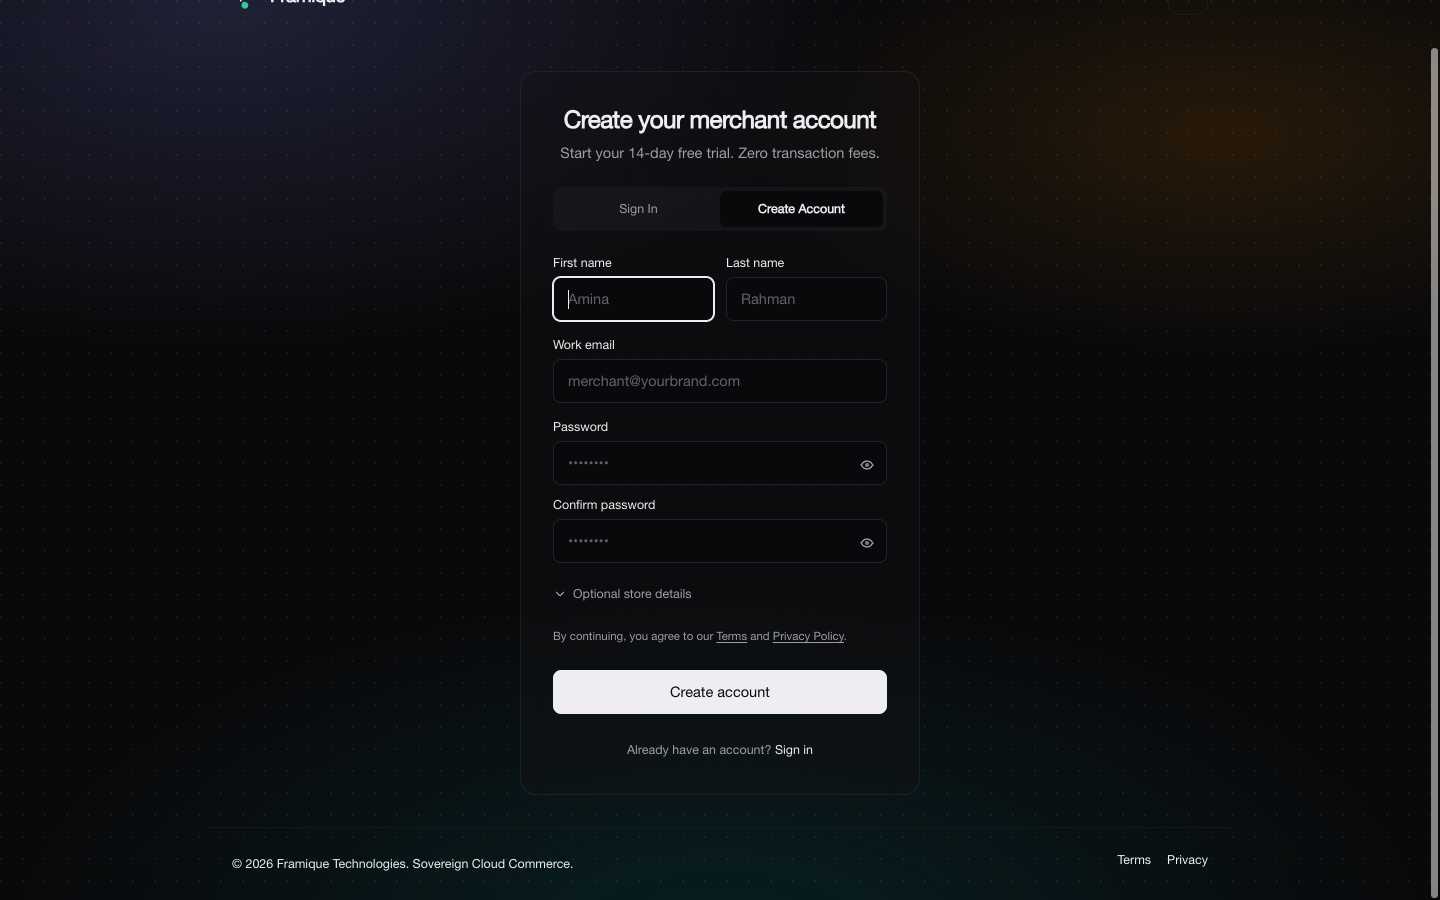 Framique
Create your merchant account
Start your 14-day free trial. Zero transaction fees.
Sign In
Create Account
First name
Last name
Amina
Rahman
Work email
merchant@yourbrand.com
Password
••••••••
Confirm password
••••••••
Optional store details
By continuing, you agree to our Terms and Privacy Policy.
Create account
Already have an account? Sign in
© 2026 Framique Technologies. Sovereign Cloud Commerce.
Terms
Privacy